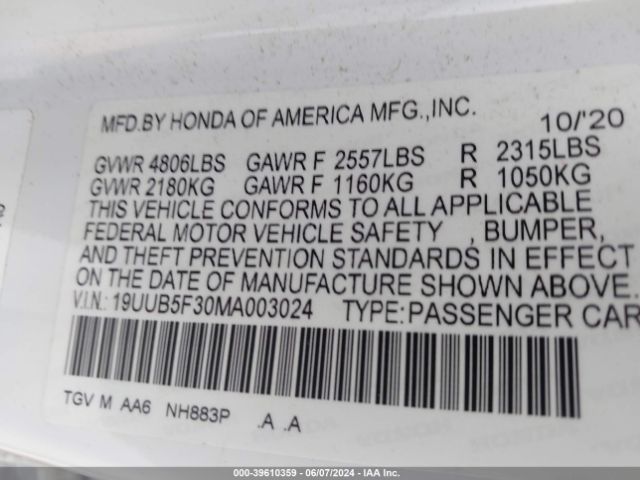 MFD.BY HONDA OF AMERICA MFG.,INC. 10/'20
GVWR 4806LBS GAWR F 2557LBS R 2315LBS
GVWR 2180KG GAWR F 1160KG R 1050KG
THIS VEHICLE CONFORMS TO ALL APPLICABLE
FEDERAL MOTOR VEHICLE SAFETY , BUMPER,
AND THEFT PREVENTION STANDARDS IN EFFECT
ON THE DATE OF MANUFACTURE SHOWN ABOVE.
V.I.N.: 19UUB5F30MA003024 TYPE:PASSENGER CAR
TGV M AA6 NH883P .A .A
000-39610359 | 06/07/2024 | IAA Inc.